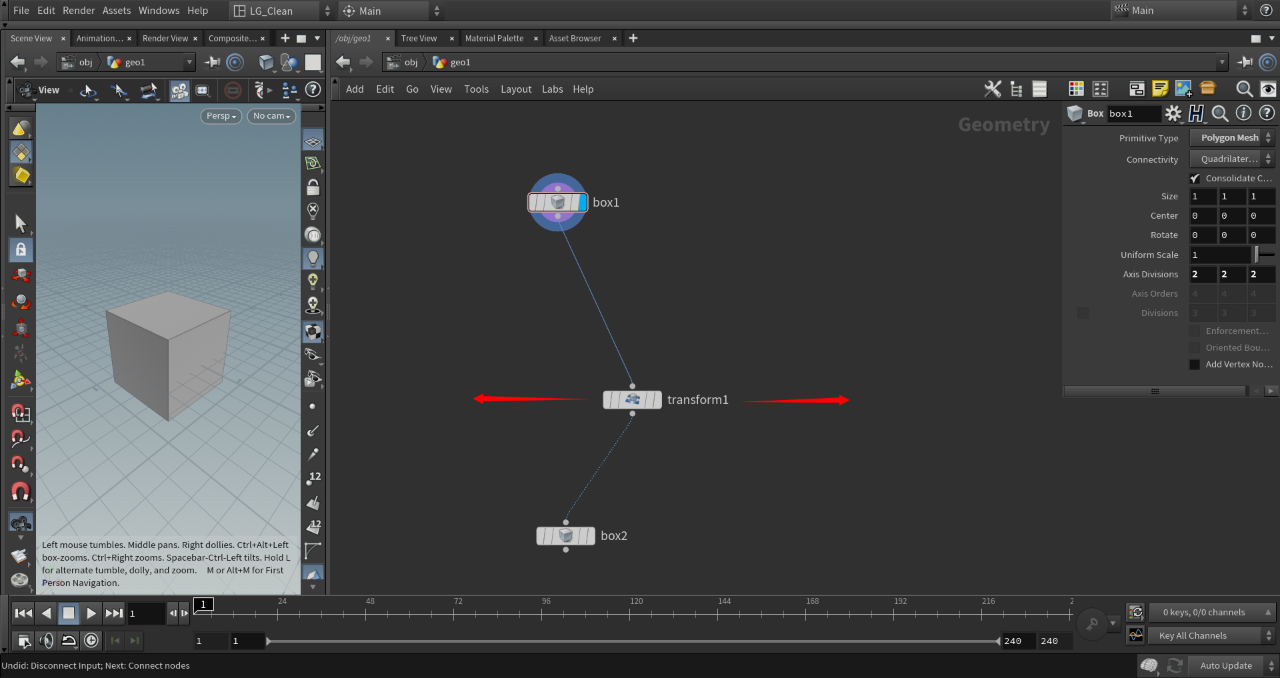 File Edit Render Assets Windows Help LG_Clean Main Main
Scene View Animation... Render View Composite... /obj/geo1 Tree View Material Palette Asset Browser
obj geo1 obj geo1
View Add Edit Go View Tools Layout Labs Help
Persp No cam
Geometry
Box box1
Primitive Type Polygon Mesh
Connectivity Quadrilater...
Consolidate C...
Size 1 1 1
Center 0 0 0
Rotate 0 0 0
Uniform Scale 1
Axis Divisions 2 2 2
Axis Orders 4 4 4
Divisions 3 3 3
Enforcement...
Oriented Bou...
Add Vertex No...
box1
transform1
box2
12
12
Left mouse tumbles. Middle pans. Right dollies. Ctrl+Alt+Left
box-zooms. Ctrl+Right zooms. Spacebar-Ctrl-Left tilts. Hold L
for alternate tumble, dolly, and zoom. M or Alt+M for First
Person Navigation.
1 1 24 48 72 96 120 144 168 192 216 2
0 keys, 0/0 channels
1 1 240 240 Key All Channels
Undid: Disconnect Input; Next: Connect nodes Auto Update